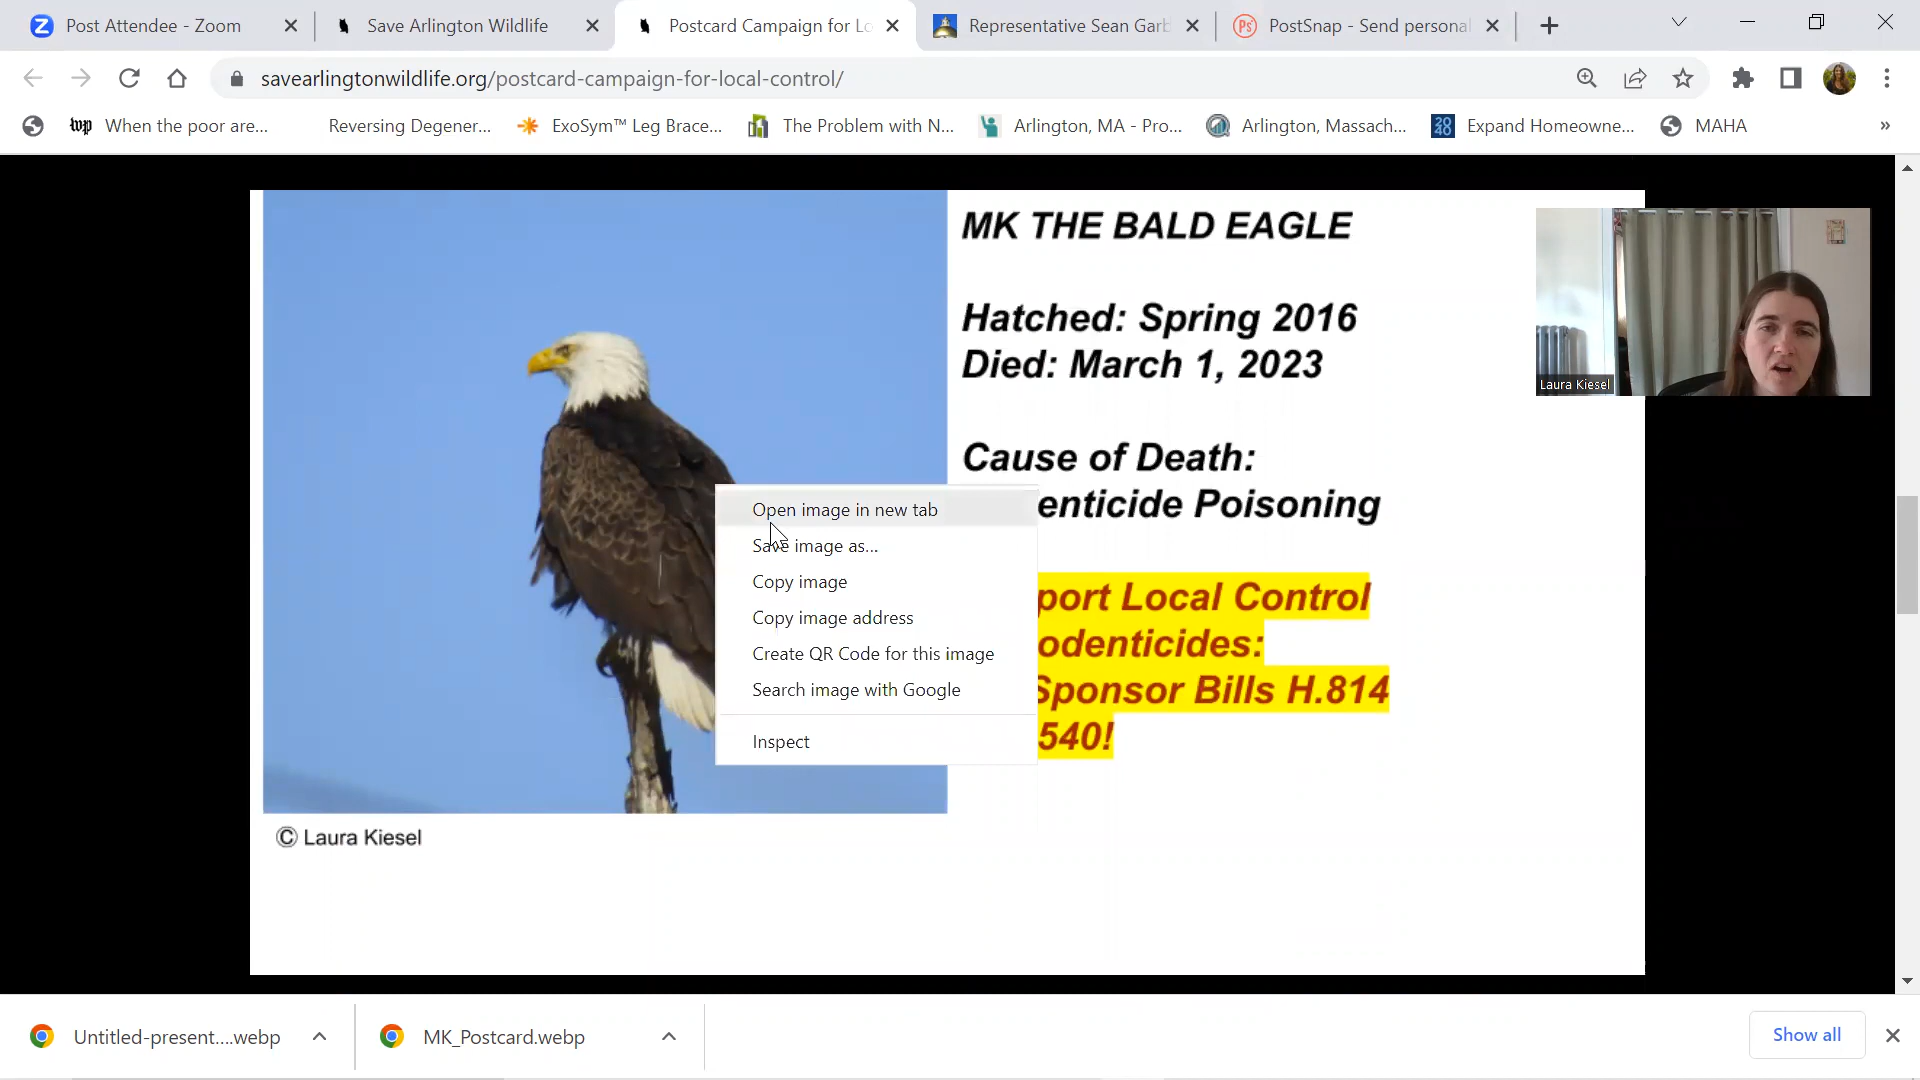 Post Attendee - Zoom
Save Arlington Wildlife
Postcard Campaign for Lo
Representative Sean Garb
PostSnap - Send personal
savearlingtonwildlife.org/postcard-campaign-for-local-control/
wp
When the poor are...
Reversing Degener...
ExoSym™ Leg Brace...
The Problem with N...
Arlington, MA - Pro...
Arlington, Massach...
2040
Expand Homeowne...
MAHA
»
MK THE BALD EAGLE
Hatched: Spring 2016
Died: March 1, 2023
Cause of Death:
enticide Poisoning
port Local Control
odenticides:
Sponsor Bills H.814
540!
Open image in new tab
Save image as...
Copy image
Copy image address
Create QR Code for this image
Search image with Google
Inspect
© Laura Kiesel
Laura Kiesel
Untitled-present....webp
MK_Postcard.webp
Show all